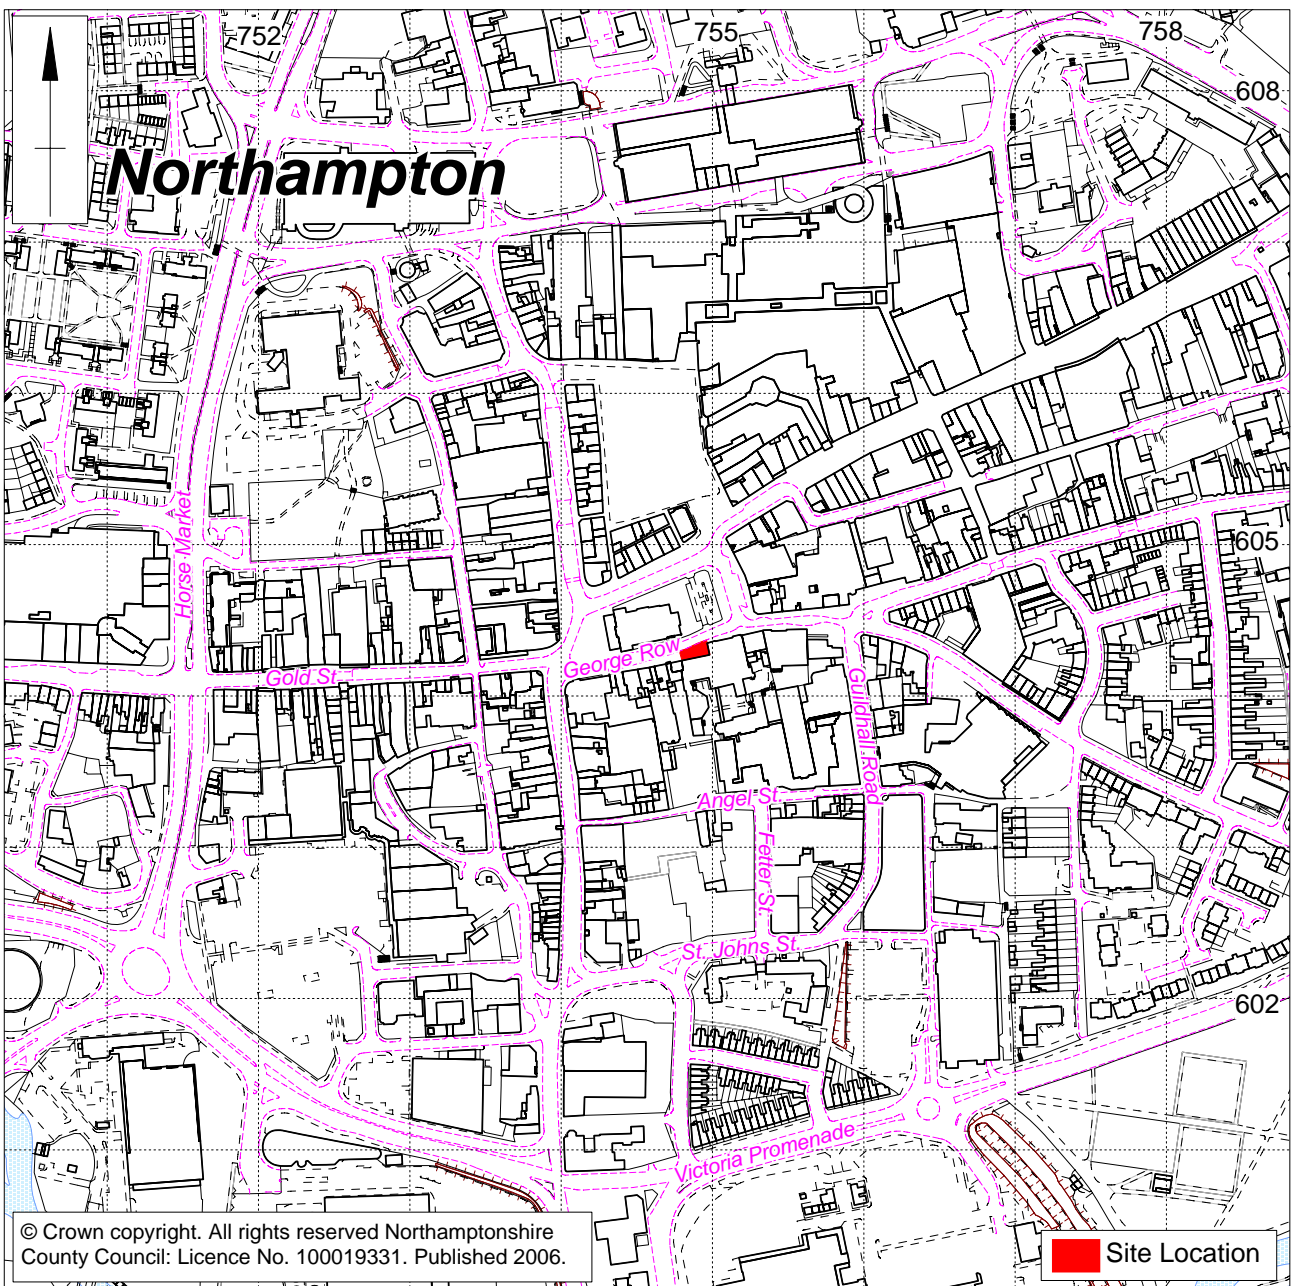 752
755
758
608
Northampton
Horse Market
605
George Row
Gold St
Guildhall Road
Angel St.
Fetter St.
St. Johns St.
602
Victoria Promenade
© Crown copyright. All rights reserved Northamptonshire
County Council: Licence No. 100019331. Published 2006.
Site Location